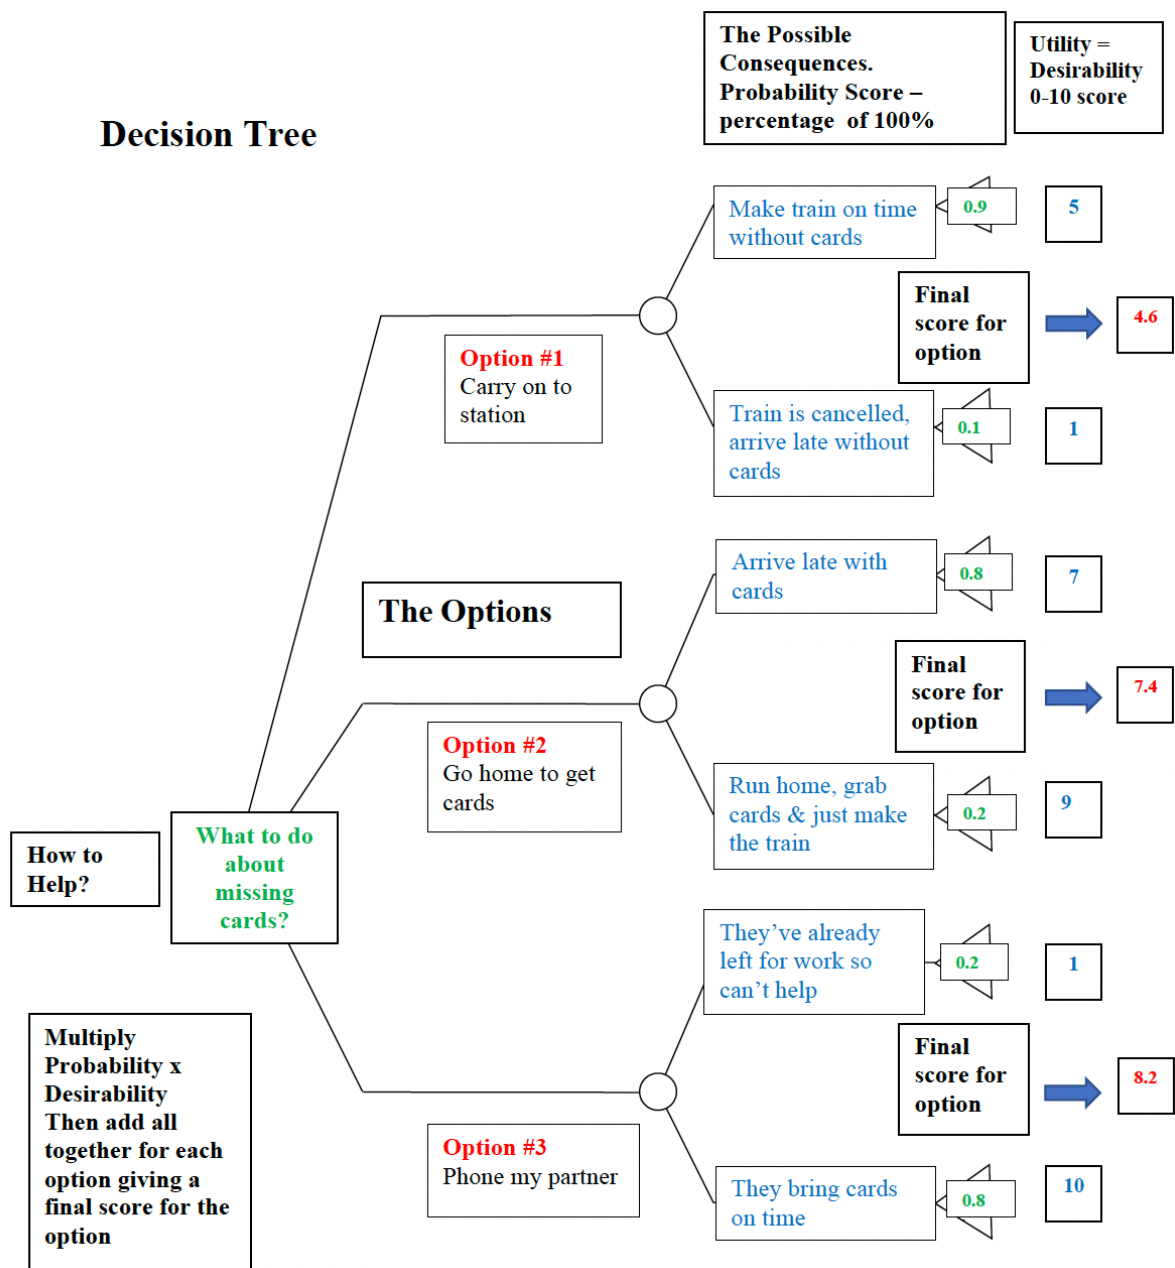 The Possible
Consequences.
Probability Score –
percentage of 100%
Utility =
Desirability
0-10 score
Decision Tree
Make train on time
without cards
0.9
5
Final
score for
option
4.6
Option #1
Carry on to
station
Train is cancelled,
arrive late without
cards
0.1
1
Arrive late with
cards
0.8
7
The Options
Final
score for
option
7.4
Option #2
Go home to get
cards
Run home, grab
cards & just make
the train
0.2
9
How to
Help?
What to do
about
missing
cards?
They’ve already
left for work so
can’t help
0.2
1
Multiply
Probability x
Desirability
Then add all
together for each
option giving a
final score for the
option
Final
score for
option
8.2
Option #3
Phone my partner
They bring cards
on time
0.8
10